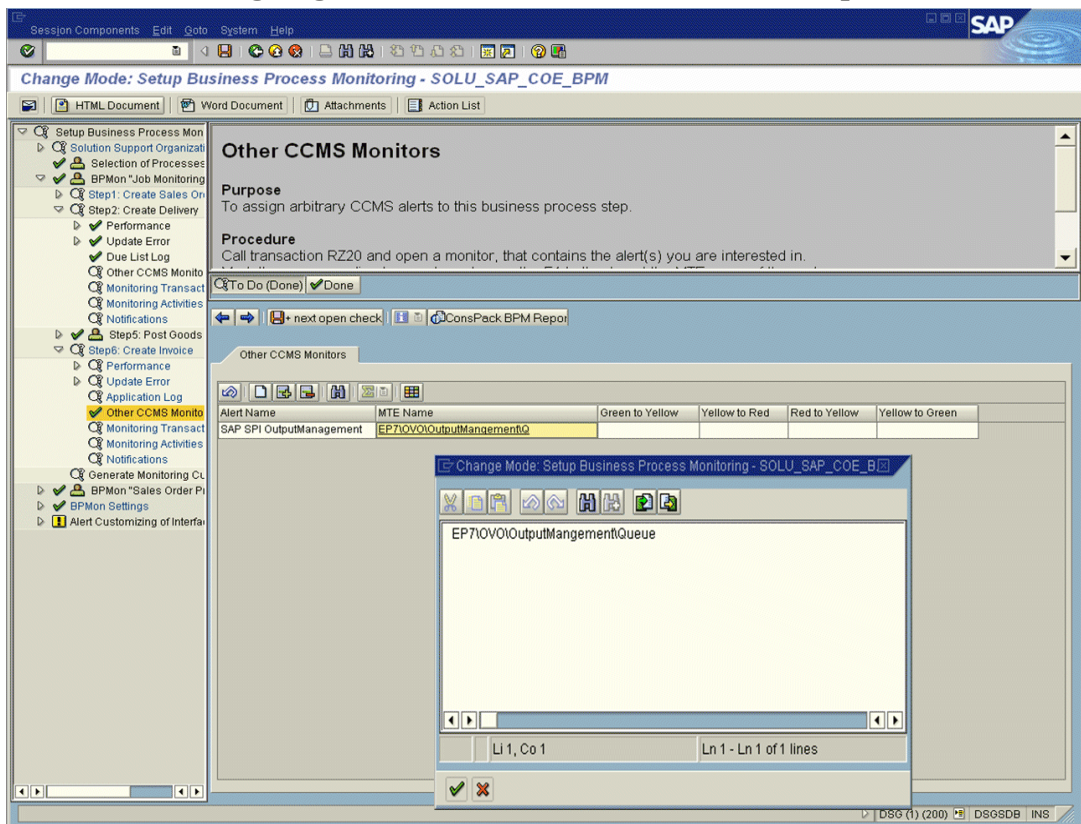 Session Components Edit Goto System Help
SAP
Change Mode: Setup Business Process Monitoring - SOLU_SAP_COE_BPM
HTML Document Word Document Attachments Action List
Setup Business Process Mon
Solution Support Organizati
Selection of Processes
BPMon "Job Monitoring
Step1: Create Sales Or
Step2: Create Delivery
Performance
Update Error
Due List Log
Other CCMS Monito
Monitoring Transact
Monitoring Activities
Notifications
Step5: Post Goods
Step6: Create Invoice
Performance
Update Error
Application Log
Other CCMS Monito
Monitoring Transact
Monitoring Activities
Notifications
Generate Monitoring Cu
BPMon "Sales Order Pr
BPMon Settings
Alert Customizing of Interfa
Other CCMS Monitors
Purpose
To assign arbitrary CCMS alerts to this business process step.
Procedure
Call transaction RZ20 and open a monitor, that contains the alert(s) you are interested in.
To Do (Done) Done
+ next open check ConsPack BPM Repor
Other CCMS Monitors
Alert Name MTE Name Green to Yellow Yellow to Red Red to Yellow Yellow to Green
SAP SPI OutputManagement EP7\OVO\OutputMangement\Q
Change Mode: Setup Business Process Monitoring - SOLU_SAP_COE_B
EP7\OVO\OutputMangement\Queue
Li 1, Co 1 Ln 1 - Ln 1 of 1 lines
DSG (1) (200) DSGSDB INS